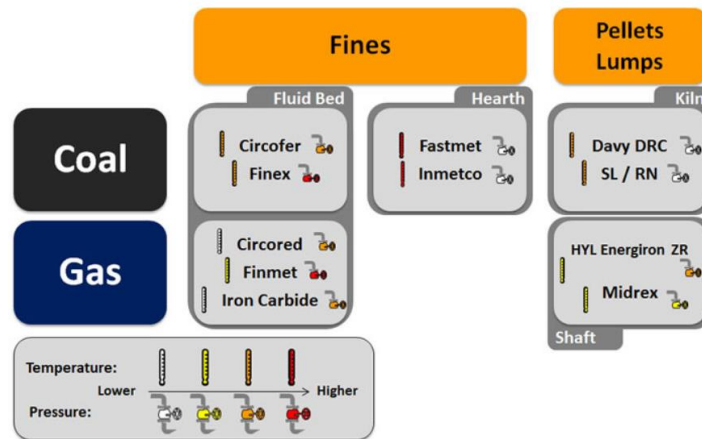 Fines
Pellets
Lumps
Fluid Bed
Hearth
Kiln
Coal
Circofer
Finex
Fastmet
Inmetco
Davy DRC
SL / RN
Gas
Circored
Finmet
Iron Carbide
HYL Energiron ZR
Midrex
Shaft
Temperature:
Lower
Higher
Pressure: